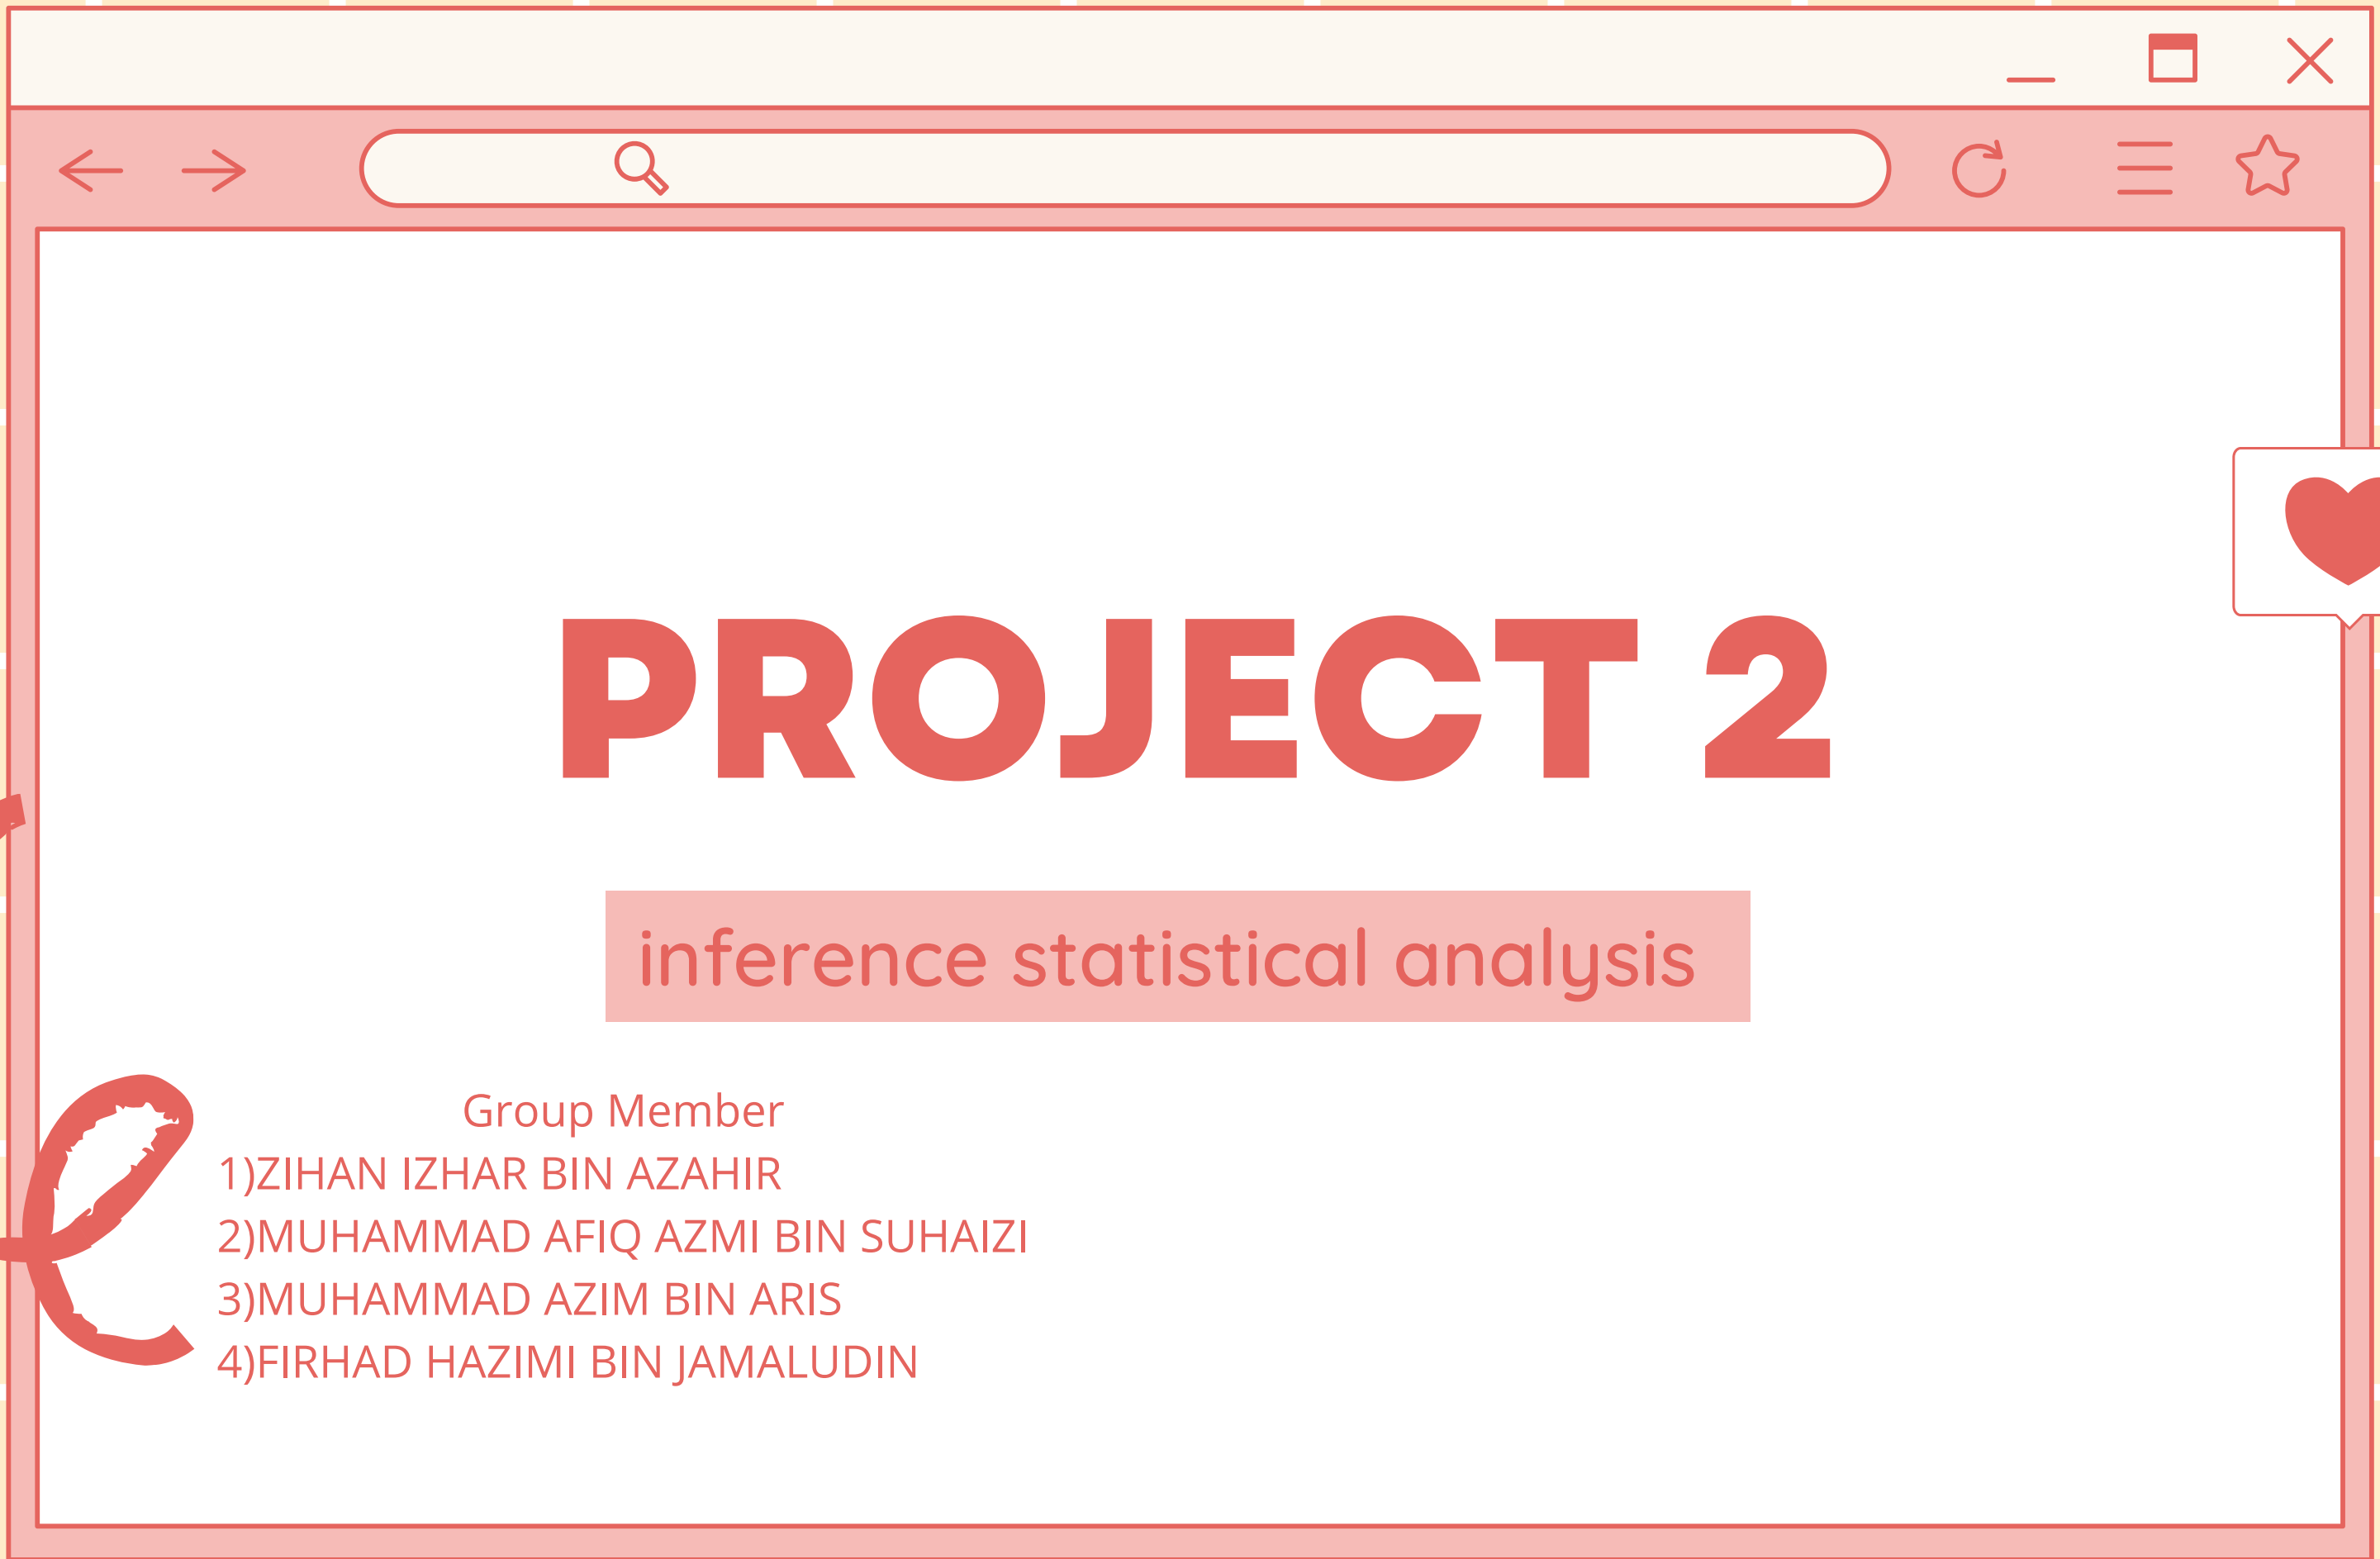 PROJECT 2
inference statistical analysis
Group Member
1)ZIHAN IZHAR BIN AZAHIR
2)MUHAMMAD AFIQ AZMI BIN SUHAIZI
3)MUHAMMAD AZIM BIN ARIS
4)FIRHAD HAZIMI BIN JAMALUDIN